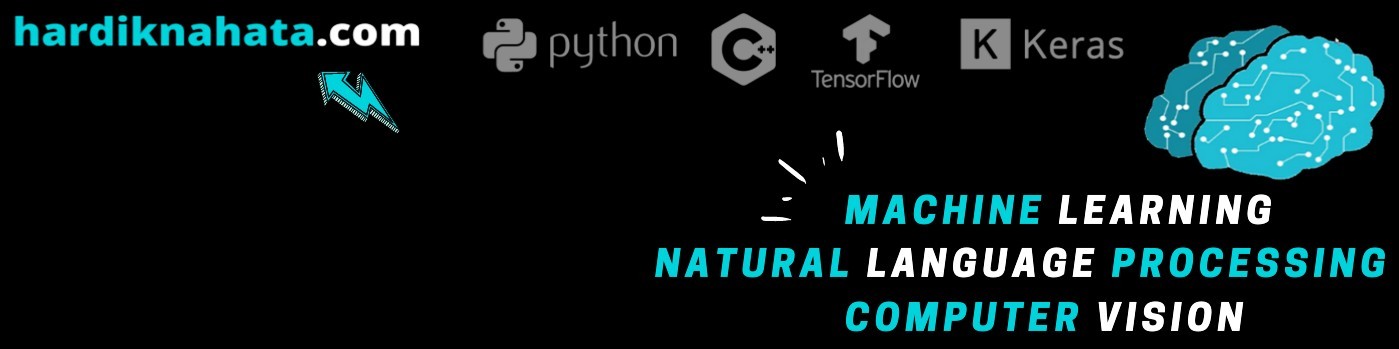 hardiknahata.com
python
C++
TensorFlow
K Keras
MACHINE LEARNING
NATURAL LANGUAGE PROCESSING
COMPUTER VISION